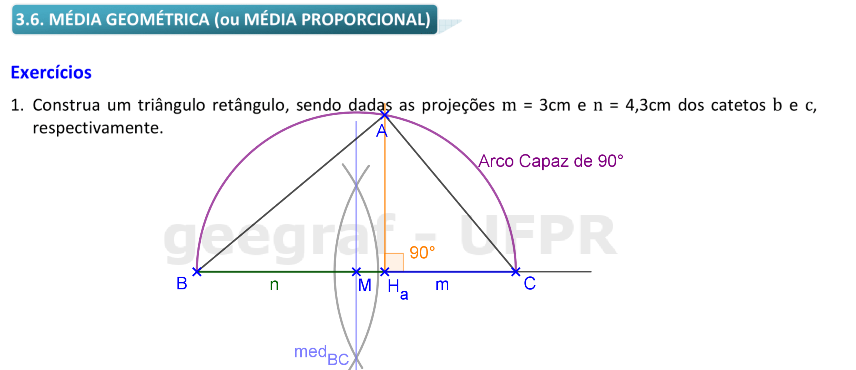 3.6. MÉDIA GEOMÉTRICA (ou MÉDIA PROPORCIONAL)
Exercícios
1. Construa um triângulo retângulo, sendo dadas as projeções m = 3cm e n = 4,3cm dos catetos b e c,
respectivamente.
A
Arco Capaz de 90°
geegraf - UFPR
90°
B
n
M
Ha
m
C
medBC